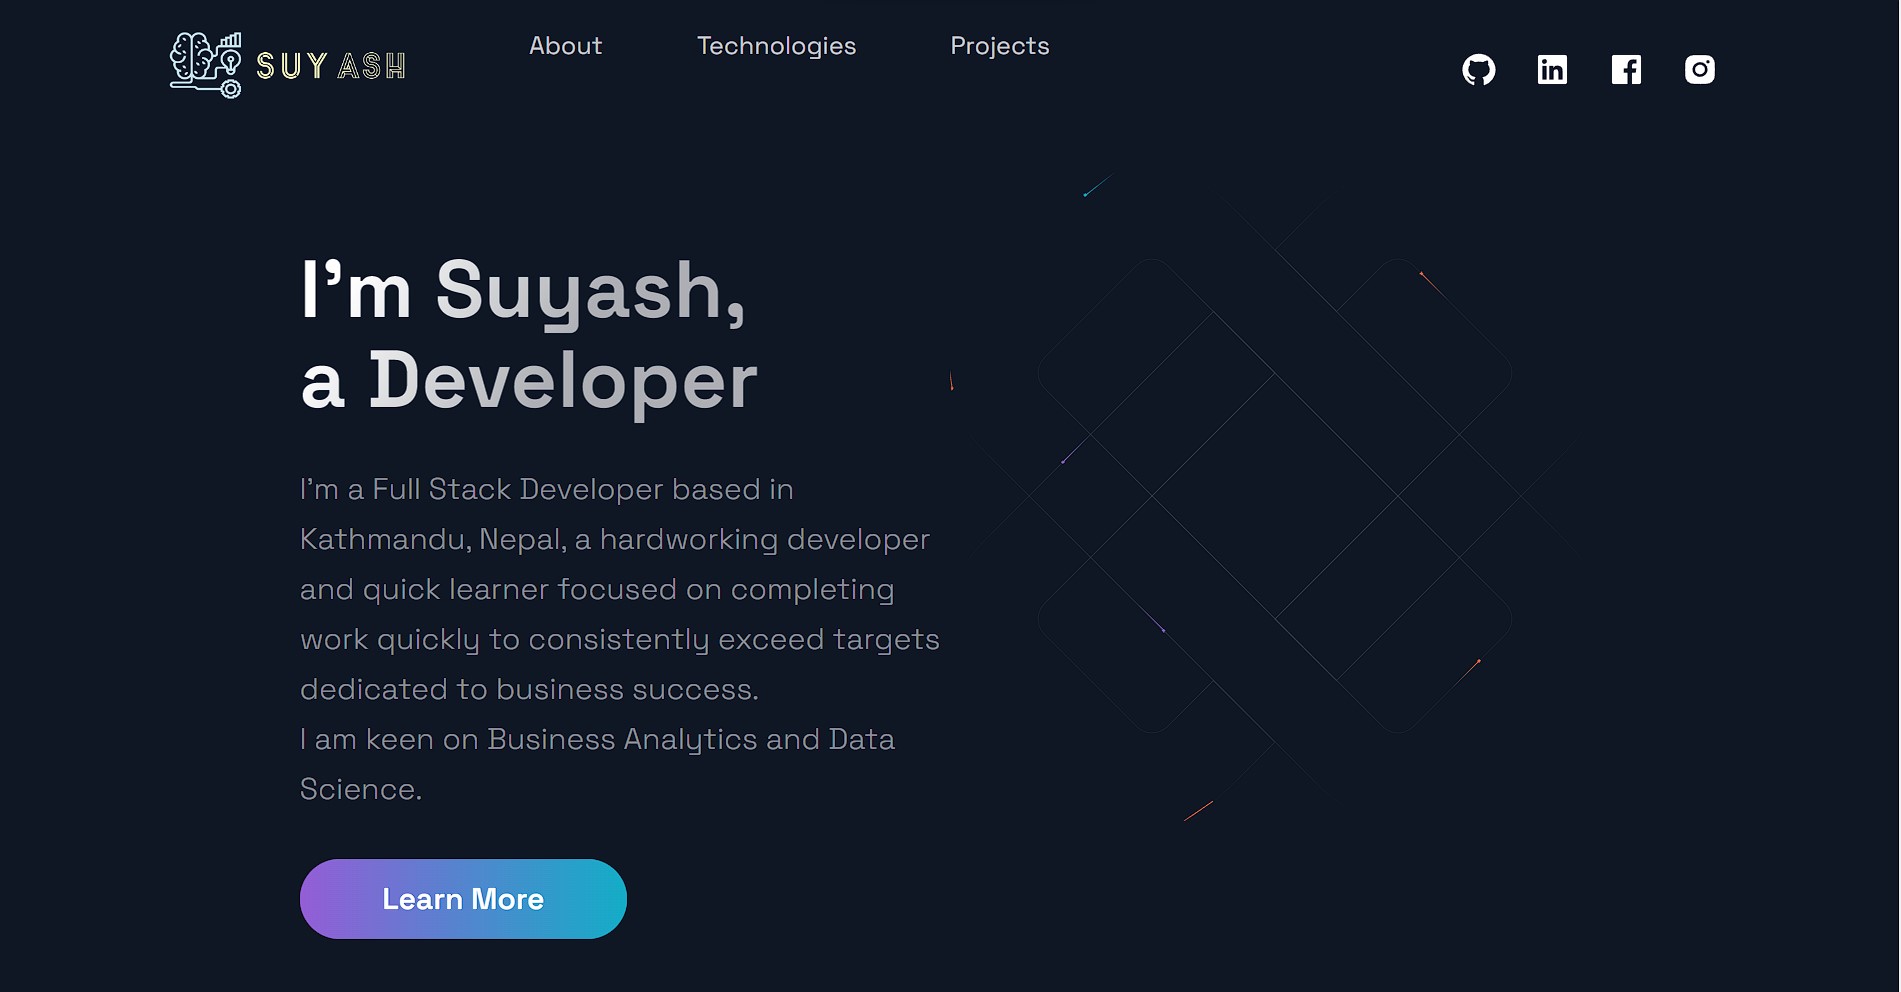 SUYASH
About
Technologies
Projects
I'm Suyash,
a Developer
I'm a Full Stack Developer based in
Kathmandu, Nepal, a hardworking developer
and quick learner focused on completing
work quickly to consistently exceed targets
dedicated to business success.
I am keen on Business Analytics and Data
Science.
Learn More